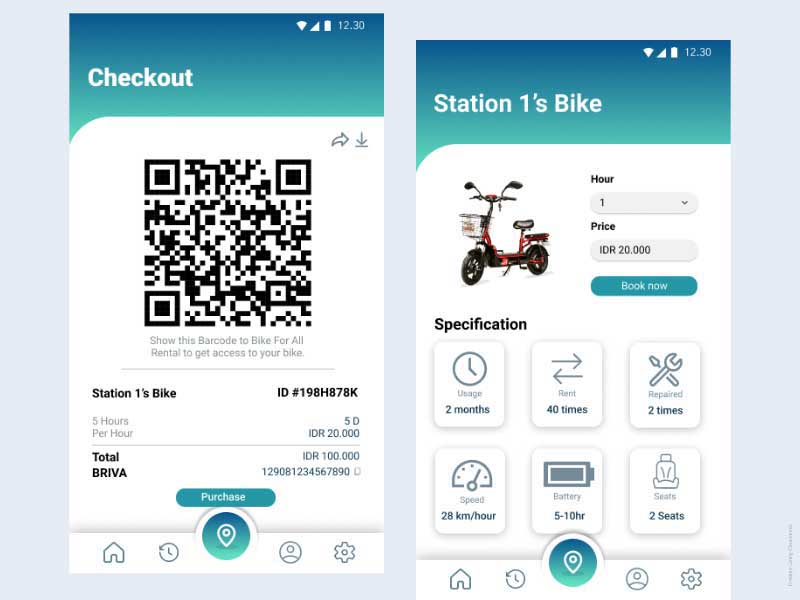 12.30
Checkout
Show this Barcode to Bike For All
Rental to get access to your bike.
Station 1's Bike
ID #198H878K
5 Hours
5 D
Per Hour
IDR 20.000
Total
IDR 100.000
BRIVA
129081234567890
Purchase
12.30
Station 1's Bike
Hour
1
Price
IDR 20.000
Book now
Specification
Usage
2 months
Rent
40 times
Repaired
2 times
Speed
28 km/hour
Battery
5-10hr
Seats
2 Seats